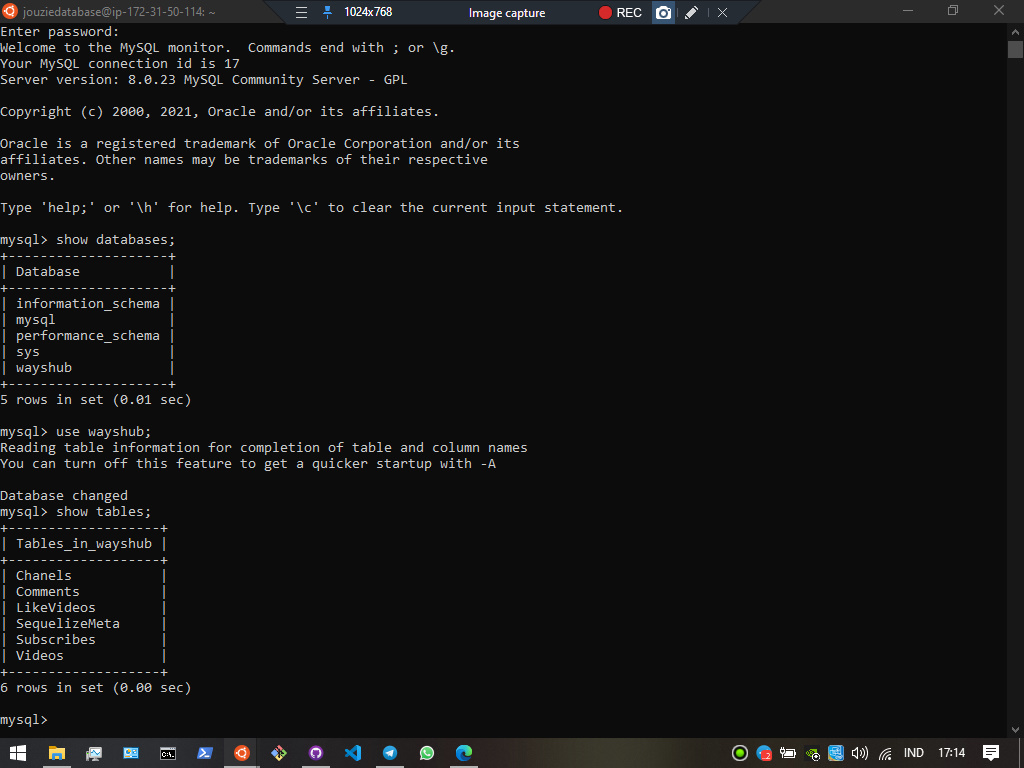 jouziedatabase@ip-172-31-50-114: ~
1024x768
Image capture
REC
Enter password:
Welcome to the MySQL monitor.  Commands end with ; or \g.
Your MySQL connection id is 17
Server version: 8.0.23 MySQL Community Server - GPL
Copyright (c) 2000, 2021, Oracle and/or its affiliates.
Oracle is a registered trademark of Oracle Corporation and/or its
affiliates. Other names may be trademarks of their respective
owners.
Type 'help;' or '\h' for help. Type '\c' to clear the current input statement.
mysql> show databases;
+--------------------+
| Database           |
+--------------------+
| information_schema |
| mysql              |
| performance_schema |
| sys                |
| wayshub            |
+--------------------+
5 rows in set (0.01 sec)
mysql> use wayshub;
Reading table information for completion of table and column names
You can turn off this feature to get a quicker startup with -A
Database changed
mysql> show tables;
+-------------------+
| Tables_in_wayshub |
+-------------------+
| Chanels           |
| Comments          |
| LikeVideos        |
| SequelizeMeta     |
| Subscribes        |
| Videos            |
+-------------------+
6 rows in set (0.00 sec)
mysql>
IND
17:14